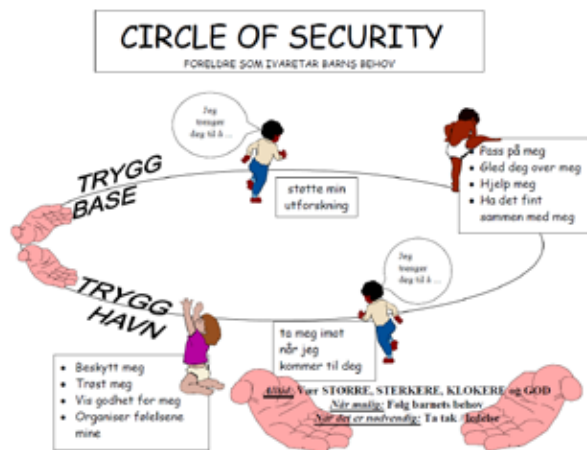 CIRCLE OF SECURITY
FORELDRE SOM IVARETAR BARNS BEHOV
Jeg
trenger
deg til å ...
TRYGG
BASE
støtte min
utforskning
Pass på meg
Gled deg over meg
Hjelp meg
Ha det fint
sammen med meg
Jeg
trenger
deg til å ...
TRYGG
HAVN
ta meg imot
når jeg
kommer til deg
Beskytt meg
Trøst meg
Vis godhet for meg
Organiser følelsene
mine
Alltid: Vær STØRRE, STERKERE, KLOKERE og GOD
Når mulig: Følg barnets behov
Når det er nødvendig: Ta tak /ledelse